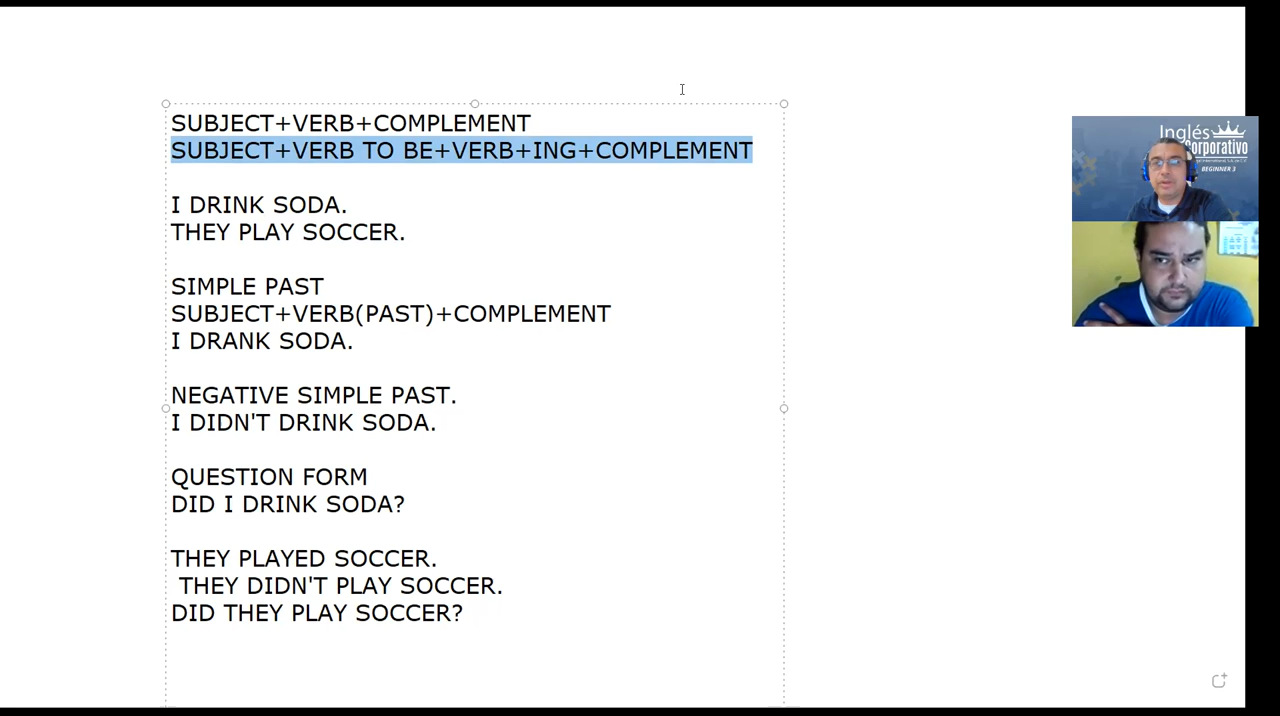 SUBJECT+VERB+COMPLEMENT
SUBJECT+VERB TO BE+VERB+ING+COMPLEMENT
I DRINK SODA.
THEY PLAY SOCCER.
SIMPLE PAST
SUBJECT+VERB(PAST)+COMPLEMENT
I DRANK SODA.
NEGATIVE SIMPLE PAST.
I DIDN'T DRINK SODA.
QUESTION FORM
DID I DRINK SODA?
THEY PLAYED SOCCER.
THEY DIDN'T PLAY SOCCER.
DID THEY PLAY SOCCER?
Inglés
Corporativo
BEGINNER 3